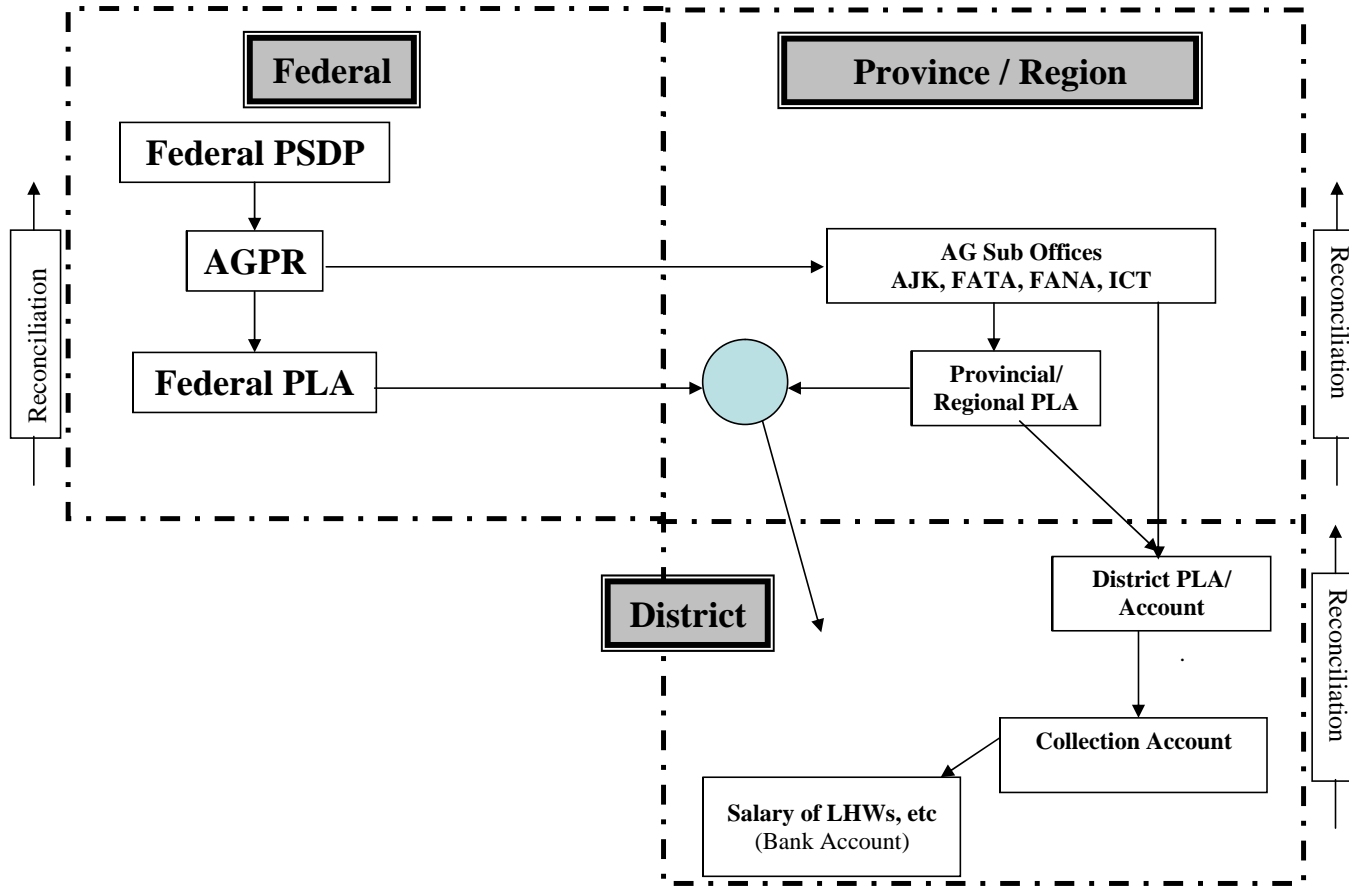 Federal
Province / Region
Federal PSDP
AGPR
AG Sub Offices
AJK, FATA, FANA, ICT
Federal PLA
Provincial/
Regional PLA
Reconciliation
Reconciliation
District
District PLA/
Account
.
Collection Account
Salary of LHWs, etc
(Bank Account)
Reconciliation